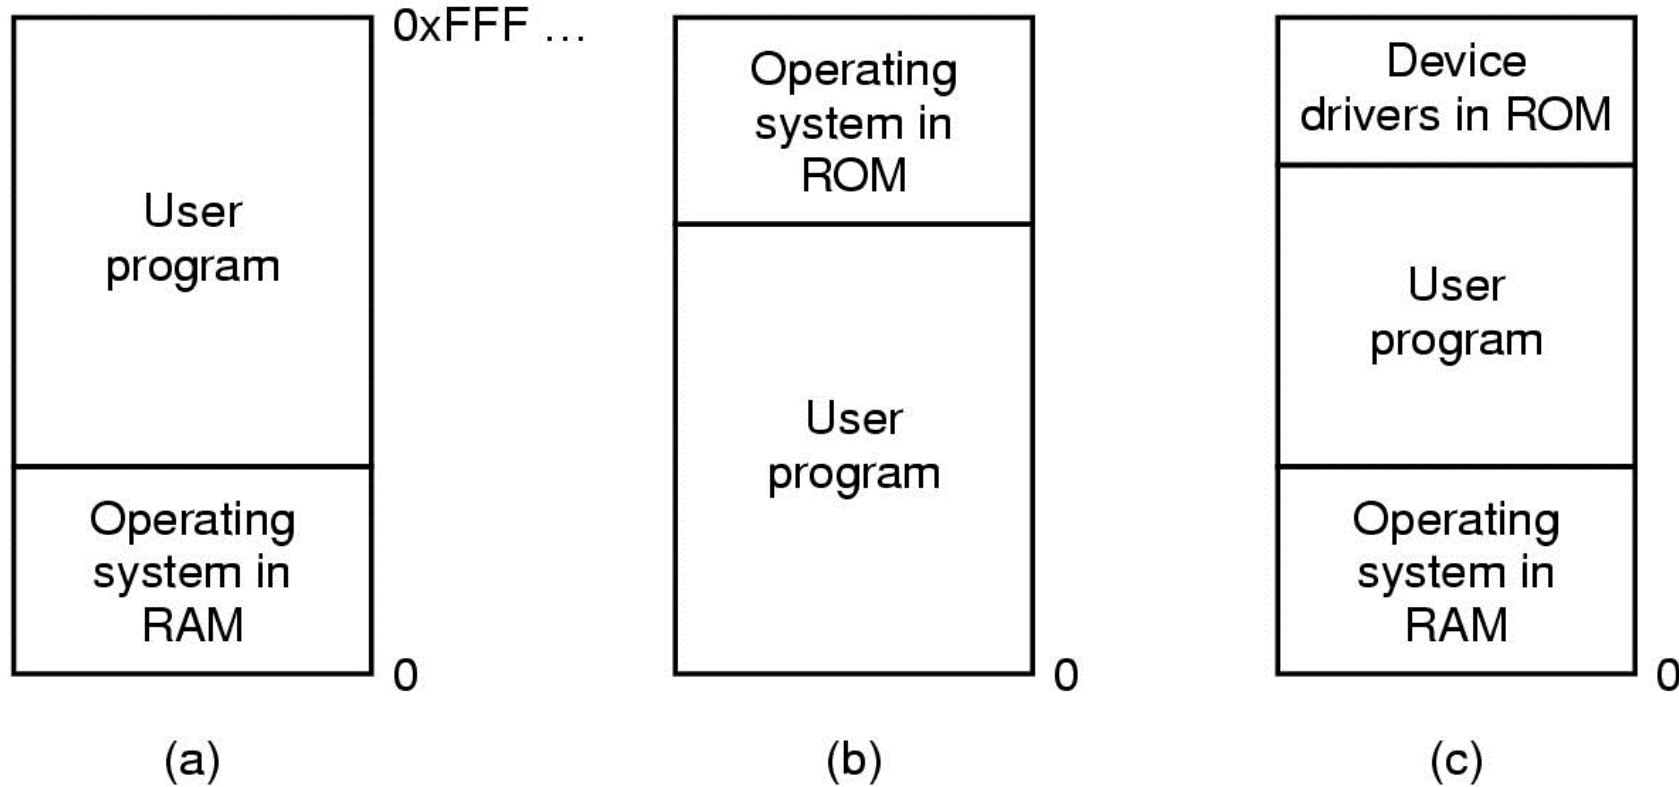 0xFFF ...
User
program
Operating
system in
RAM
0
(a)
Operating
system in
ROM
User
program
0
(b)
Device
drivers in ROM
User
program
Operating
system in
RAM
0
(c)